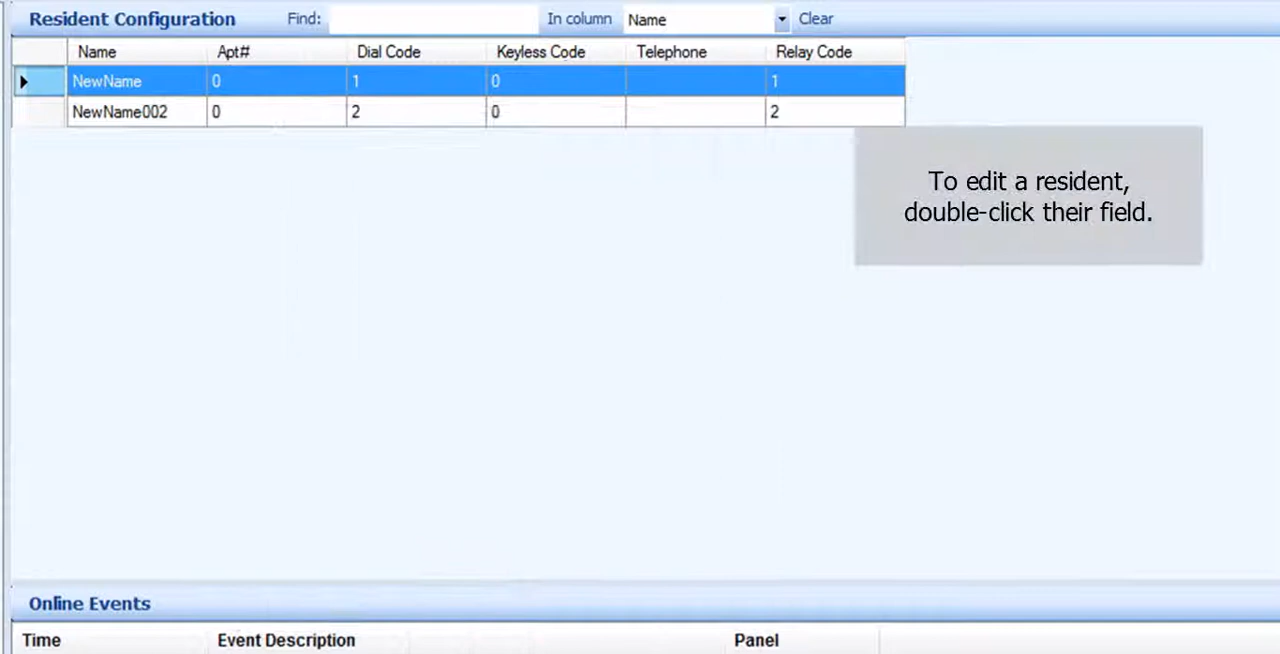 Resident Configuration Find: In column Name Clear
Name Apt# Dial Code Keyless Code Telephone Relay Code
NewName 0 1 0 1
NewName002 0 2 0 2
To edit a resident,
double-click their field.
Online Events
Time Event Description Panel